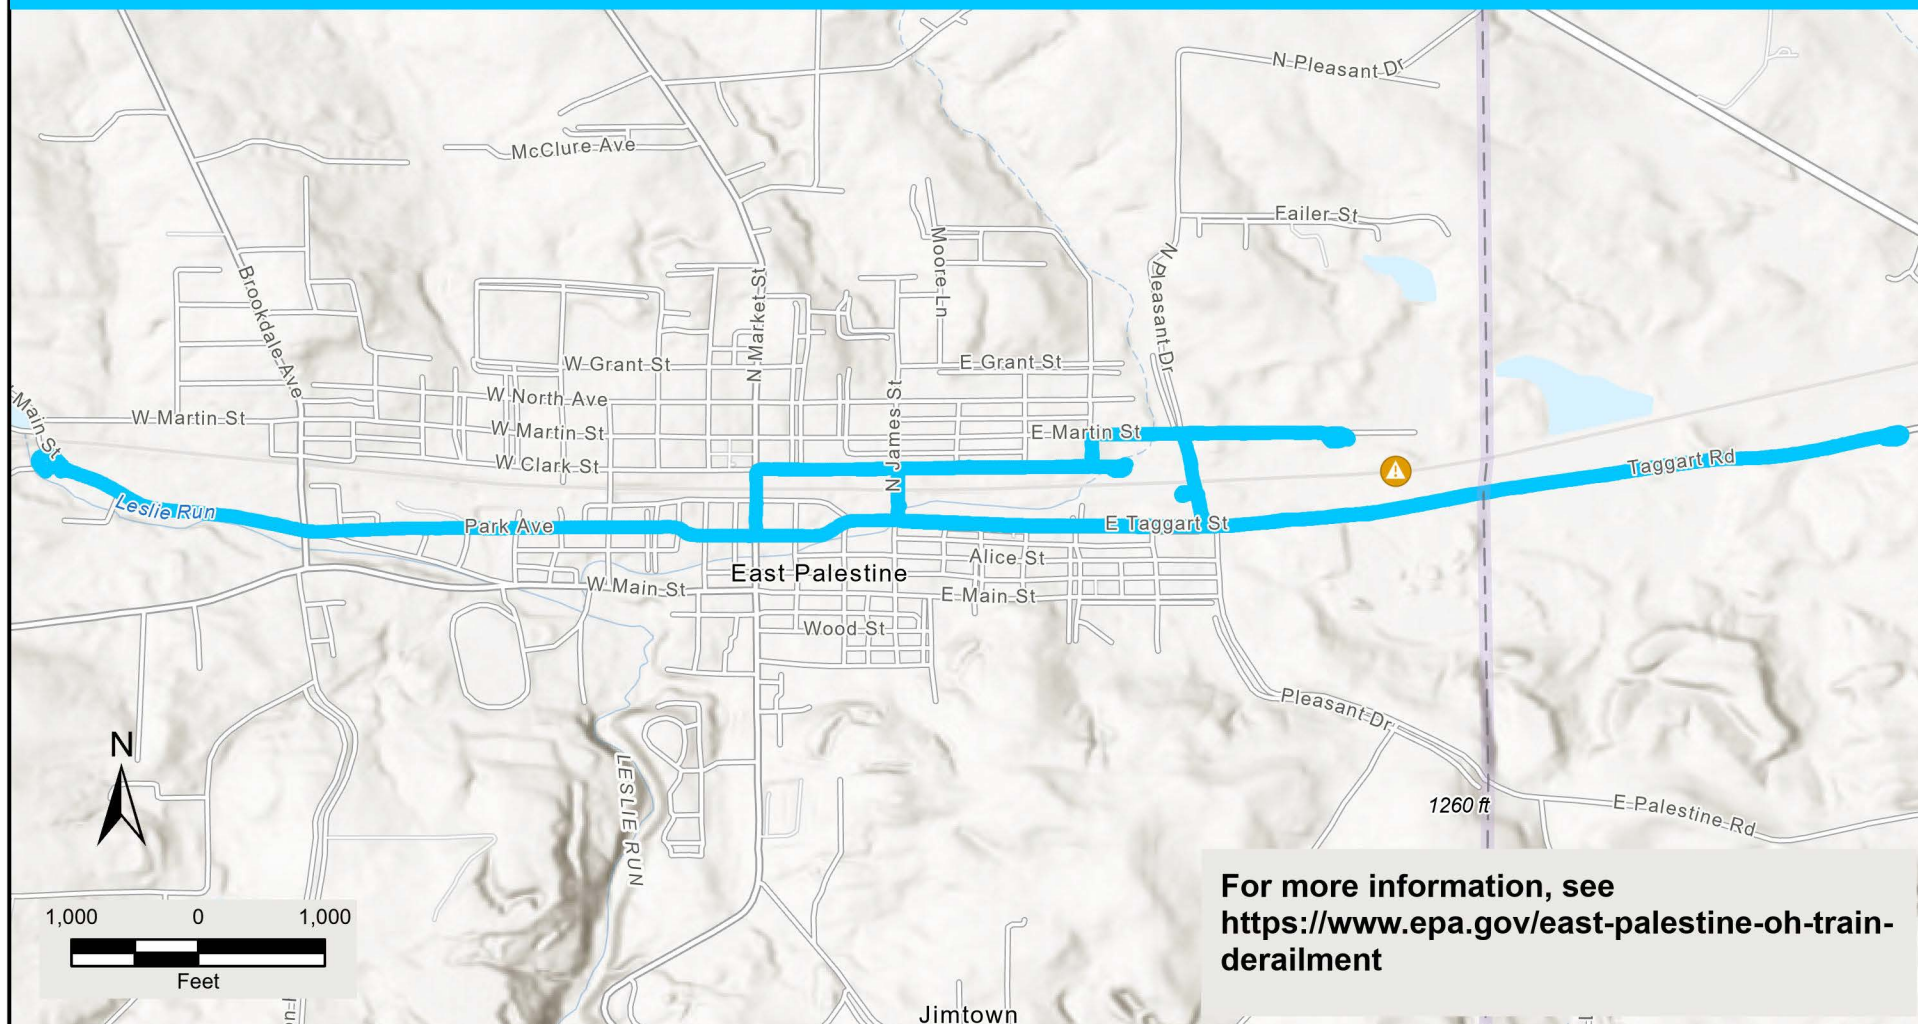 N Pleasant Dr
McClure Ave
Failer St
Moore Ln
N Pleasant Dr
Brookdale Ave
N Market St
W Grant St
E Grant St
N James St
W North Ave
Main St
W Martin St
W Martin St
E Martin St
W Clark St
Taggart Rd
Leslie Run
Park Ave
E Taggart St
Alice St
East Palestine
W Main St
E Main St
Wood St
Pleasant Dr
N
LESLIE RUN
1260 ft
E Palestine Rd
For more information, see
https://www.epa.gov/east-palestine-oh-train-
derailment
1,000 0 1,000
Feet
Jimtown